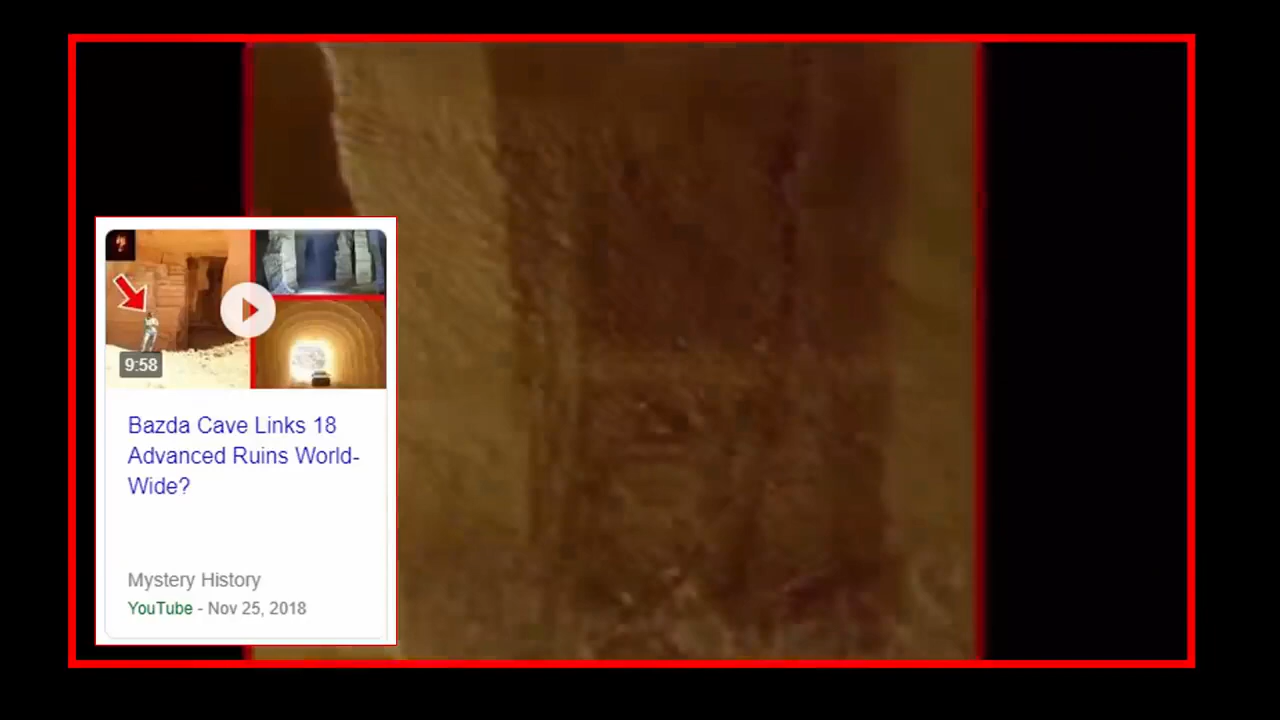 9:58
Bazda Cave Links 18
Advanced Ruins World-
Wide?
Mystery History
YouTube - Nov 25, 2018